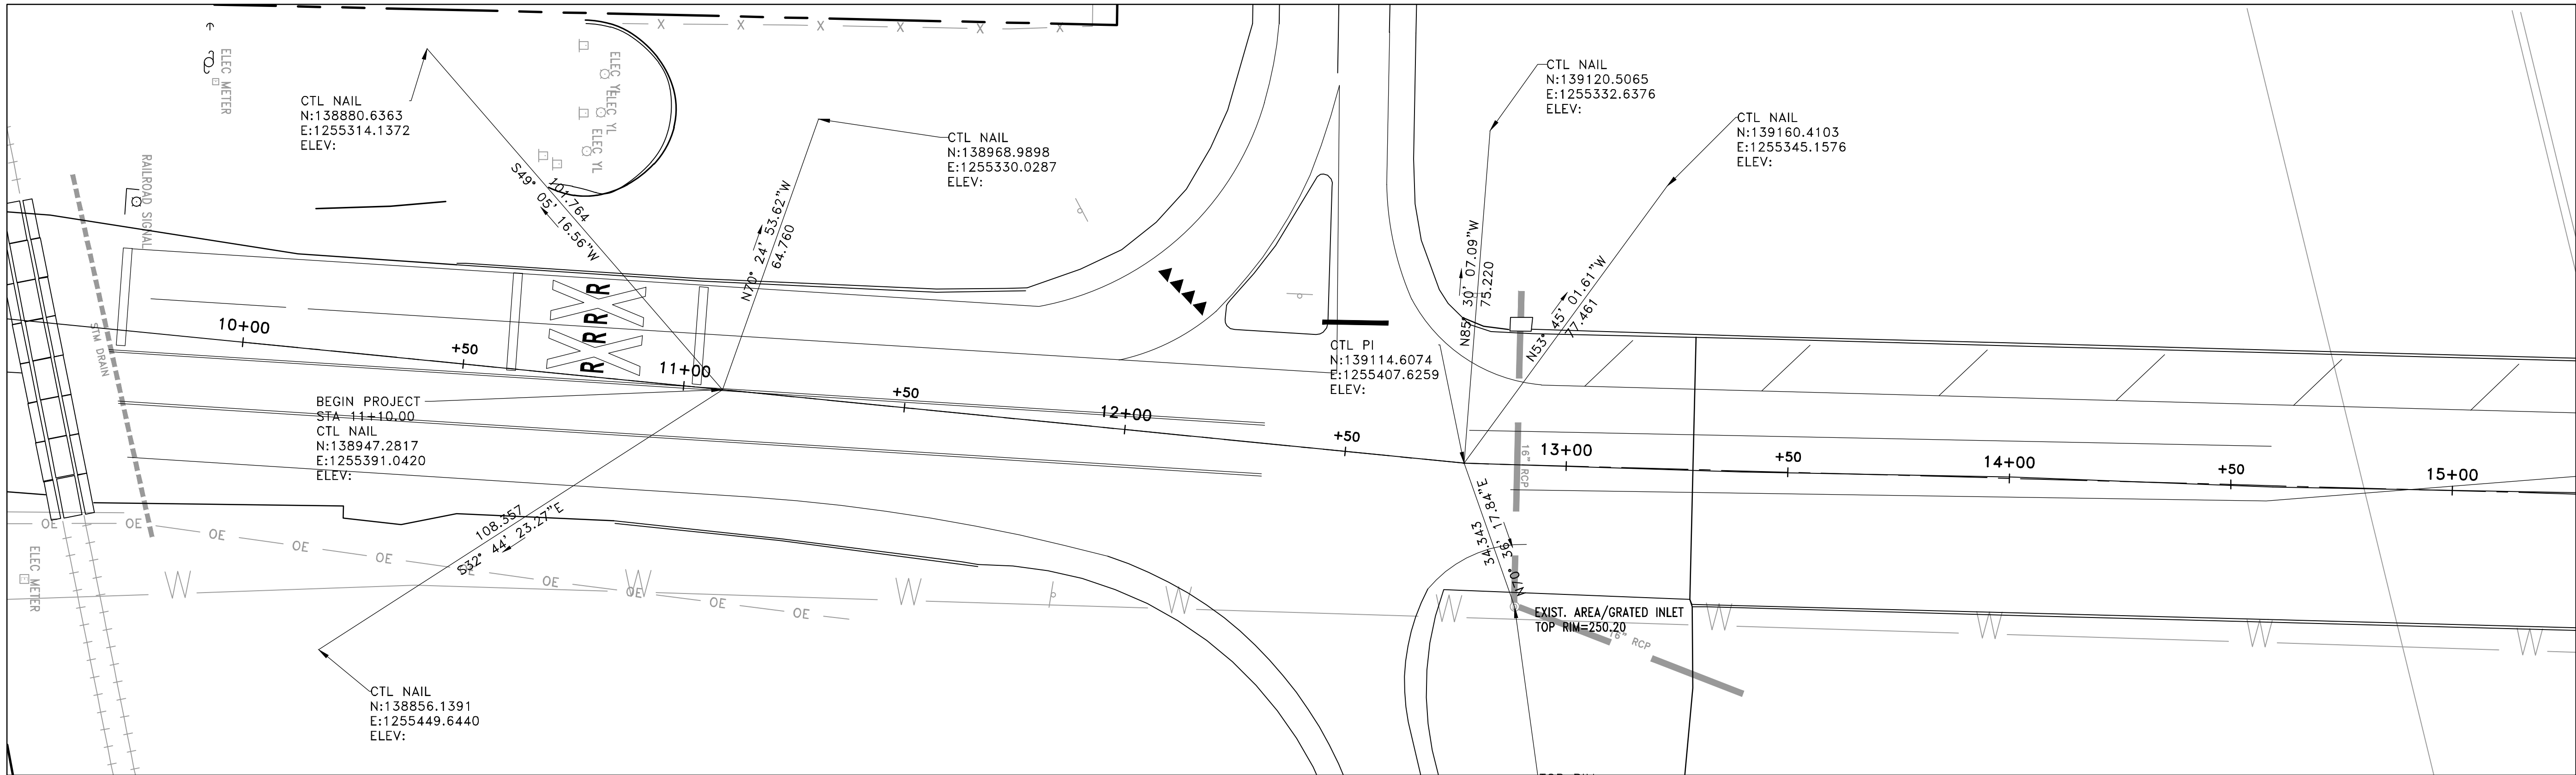 ELEC METER
ELEC YL
ELEC YL
ELEC YL
X X X X X X
CTL NAIL
N:138880.6363
E:1255314.1372
ELEV:
CTL NAIL
N:138968.9898
E:1255330.0287
ELEV:
CTL NAIL
N:139120.5065
E:1255332.6376
ELEV:
CTL NAIL
N:139160.4103
E:1255345.1576
ELEV:
RAILROAD SIGNAL
101.764
S49° 05' 16.56"W
N70° 24' 53.62"W
64.760
N85° 30' 07.09"W
75.220
N53° 45' 01.61"W
77.461
STM DRAIN
R R
R R
10+00
+50
11+00
+50
12+00
+50
13+00
+50
14+00
+50
15+00
CTL PI
N:139114.6074
E:1255407.6259
ELEV:
BEGIN PROJECT
STA 11+10.00
CTL NAIL
N:138947.2817
E:1255391.0420
ELEV:
108.357
S32° 44' 23.27"E
34.343
N70° 36' 17.84"E
16" RCP
OE OE OE OE OE OE OE OE OE OE
W W W W W W W W W
ELEC METER
EXIST. AREA/GRATED INLET
TOP RIM=250.20
16" RCP
CTL NAIL
N:138856.1391
E:1255449.6440
ELEV: